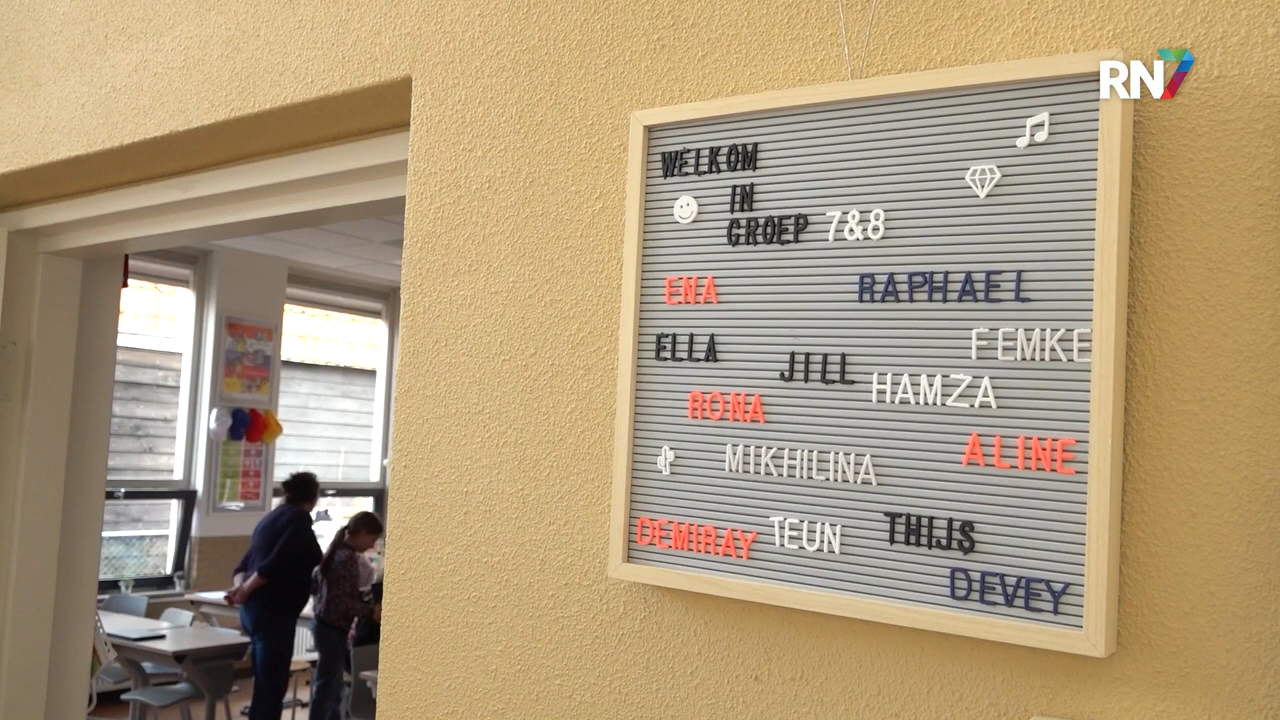 RN7
WELKOM
IN
GROEP 7&8
ENA RAPHAEL
ELLA JILL FEMKE
RONA HAMZA
MIKHILINA ALINE
DEMIRAY TEUN THIJS
DEVEY